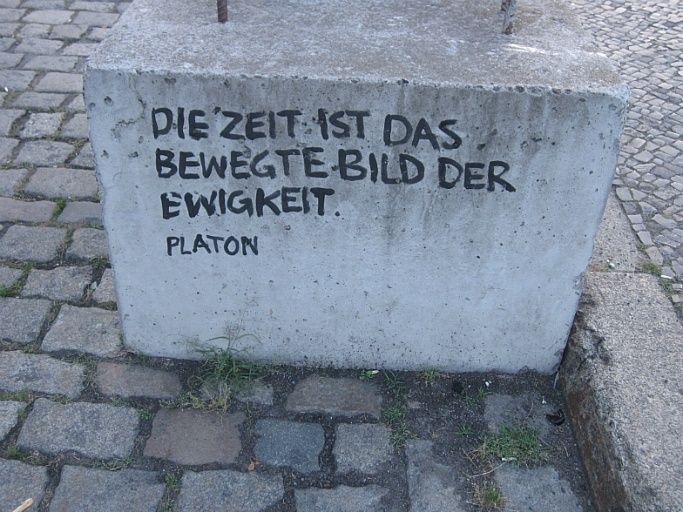 DIE ZEIT IST DAS
BEWEGTE BILD DER
EWIGKEIT.
PLATON